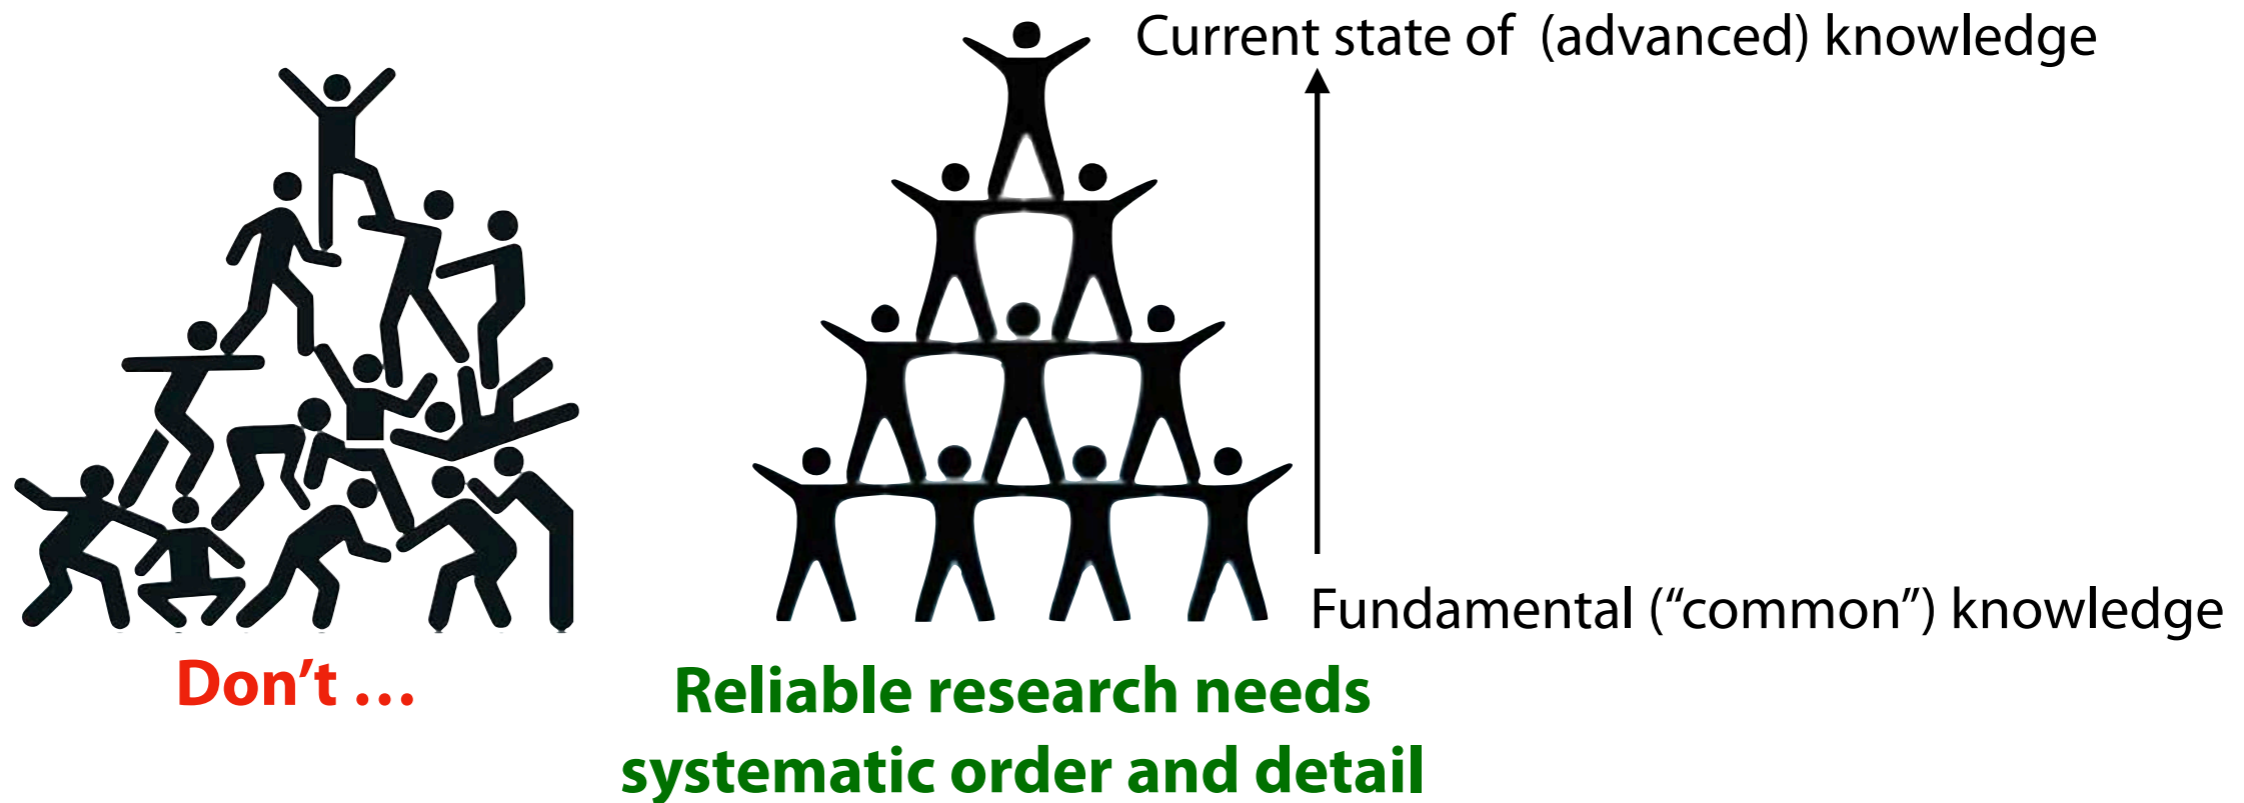 Current state of (advanced) knowledge
Fundamental (“common”) knowledge
Don’t …
Reliable research needs
systematic order and detail